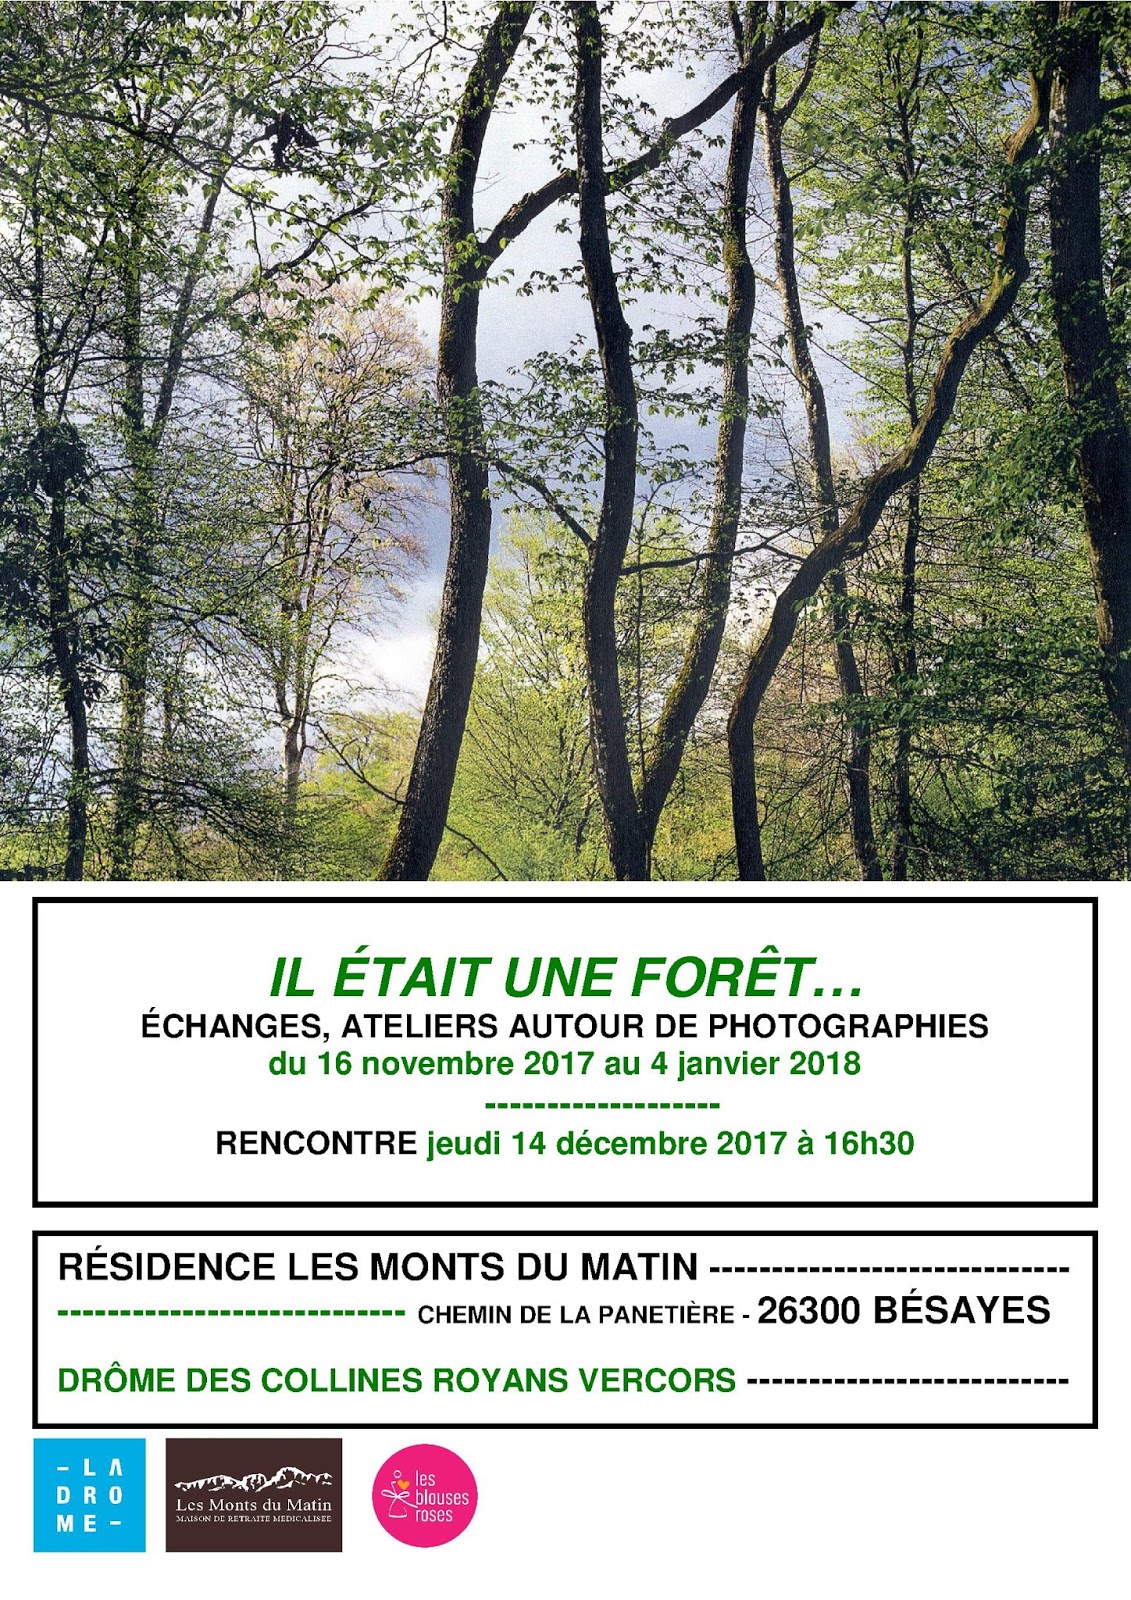 IL ÉTAIT UNE FORÊT...
ÉCHANGES, ATELIERS AUTOUR DE PHOTOGRAPHIES
du 16 novembre 2017 au 4 janvier 2018
-------------------
RENCONTRE jeudi 14 décembre 2017 à 16h30
RÉSIDENCE LES MONTS DU MATIN -----------------------------
---------------------------- CHEMIN DE LA PANETIÈRE - 26300 BÉSAYES
DRÔME DES COLLINES ROYANS VERCORS --------------------------
– L A
D R O
M E –
Les Monts du Matin
MAISON DE RETRAITE MEDICALISEE
les
blouses
roses